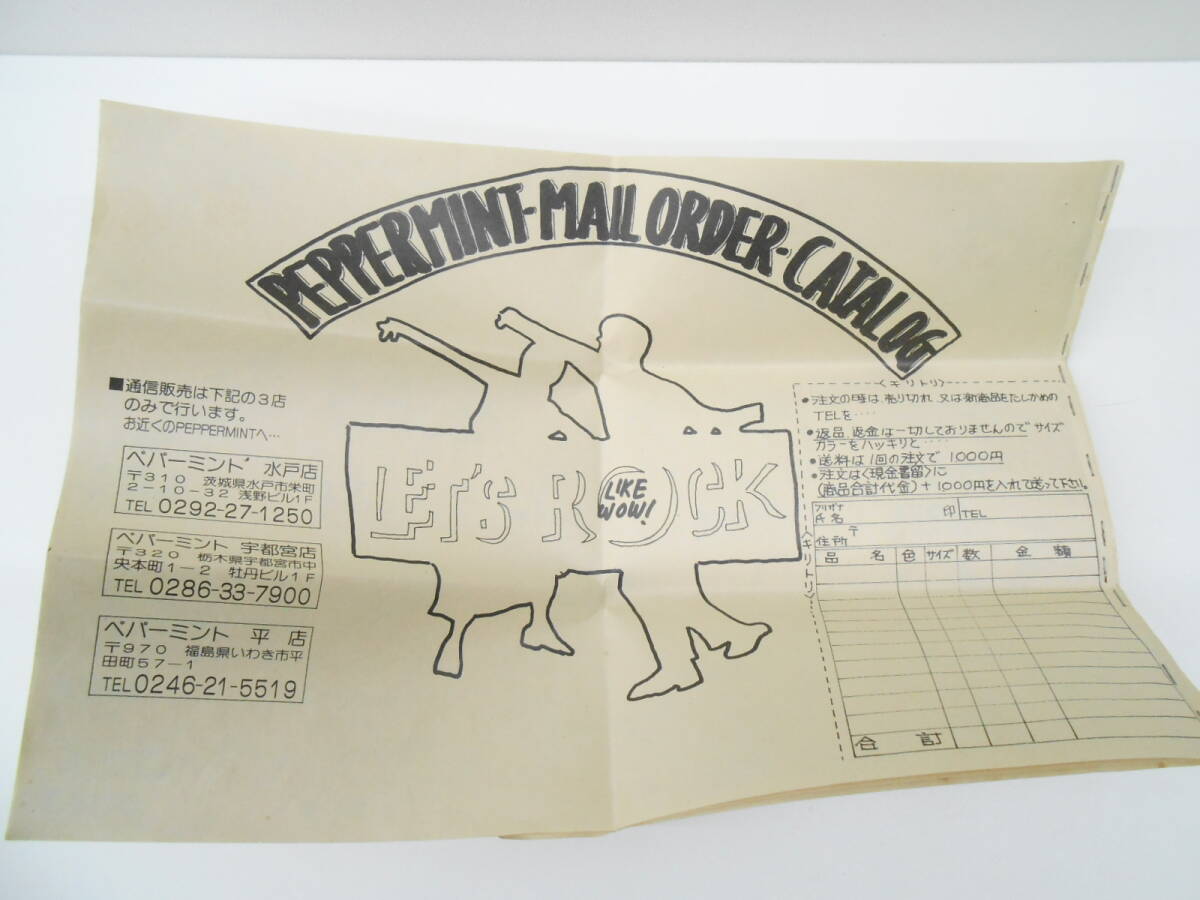 PEPPERMINT-MAIL ORDER-CATALOG
■通信販売は下記の3店
のみで行います。
お近くのPEPPERMINTへ…
ペパーミント 水戸店
〒310 茨城県水戸市栄町
2-10-32 浅野ビル1F
TEL 0292-27-1250
ペパーミント 宇都宮店
〒320 栃木県宇都宮市中
央本町1-2 牡丹ビル1F
TEL 0286-33-7900
ペパーミント 平店
〒970 福島県いわき市平
田町57-1
TEL 0246-21-5519
LET'S ROCK
LIKE
WOW!
〈キリトリ〉
●注文の時は、売り切れ、又は新商品をたしかめの
TELを‥‥
●返品、返金は一切しておりませんのでサイズ
カラーをハッキリと‥‥
●送料は1回の注文で1000円
●注文は〈現金書留〉に
(商品合計代金)+1000円を入れて送って下さい。
フリガナ
氏名 印 TEL
〒
住所
〈キリトリ〉
品名 色 サイズ 数 金額
合計